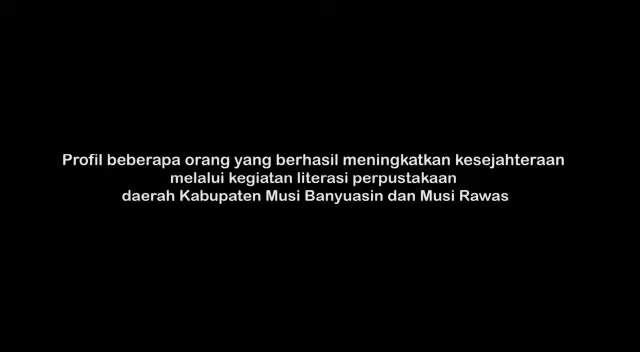 Profil beberapa orang yang berhasil meningkatkan kesejahteraan
melalui kegiatan literasi perpustakaan
daerah Kabupaten Musi Banyuasin dan Musi Rawas